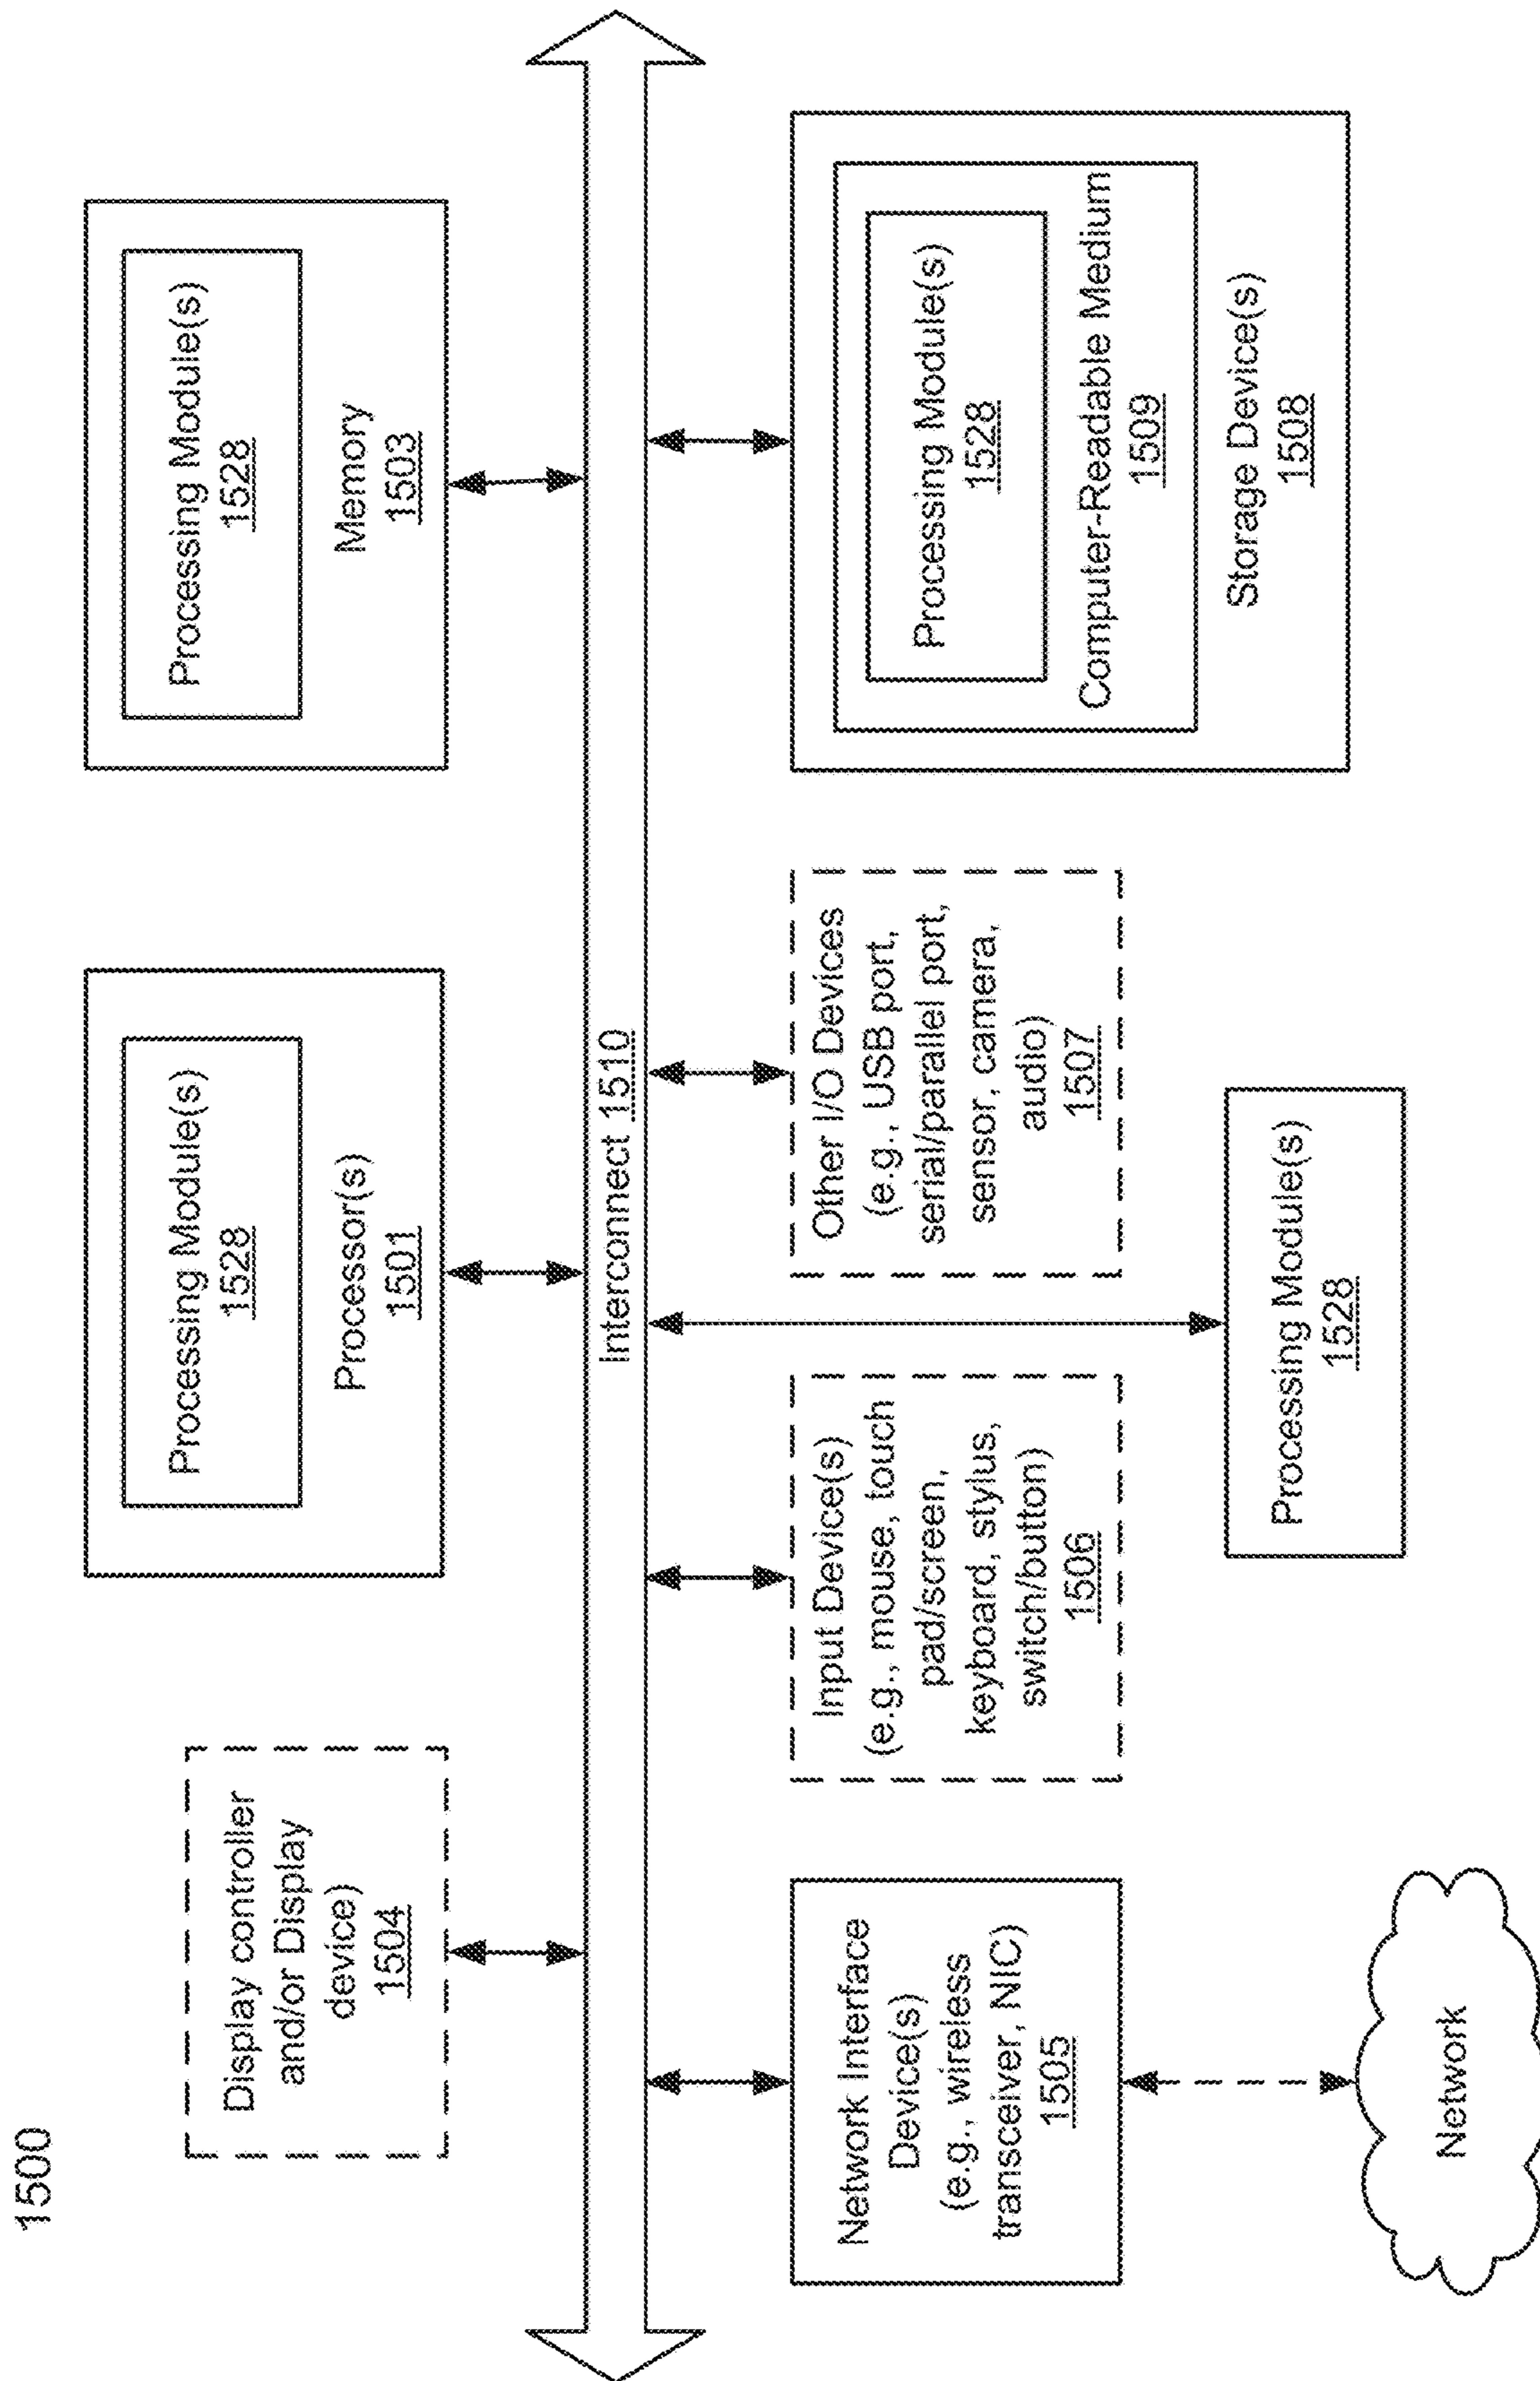 1500
Display controller
and/or Display
device)
1504
Processing Module(s)
1528
Processor(s)
1501
Processing Module(s)
1528
Memory
1503
Interconnect 1510
Network Interface
Device(s)
(e.g., wireless
transceiver, NIC)
1505
Input Device(s)
(e.g., mouse, touch
pad/screen,
keyboard, stylus,
switch/button)
1506
Other I/O Devices
(e.g., USB port,
serial/parallel port,
sensor, camera,
audio)
1507
Processing Module(s)
1528
Computer-Readable Medium
1509
Storage Device(s)
1508
Processing Module(s)
1528
Network